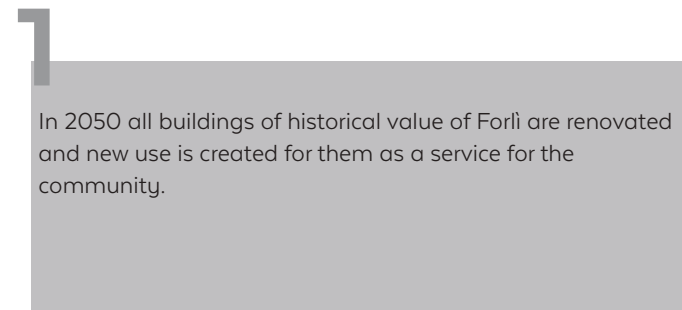 1
In 2050 all buildings of historical value of Forlì are renovated
and new use is created for them as a service for the
community.